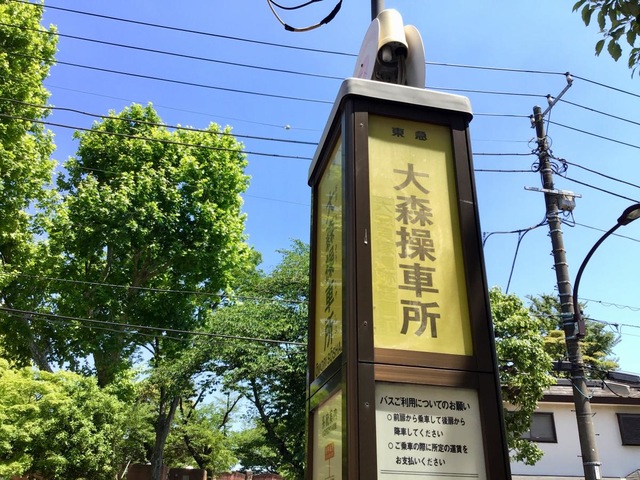 東急
大森操車所
バスご利用についてのお願い
○前扉から乗車して後扉から
降車してください
○ご乗車の際に所定の運賃を
お支払いください